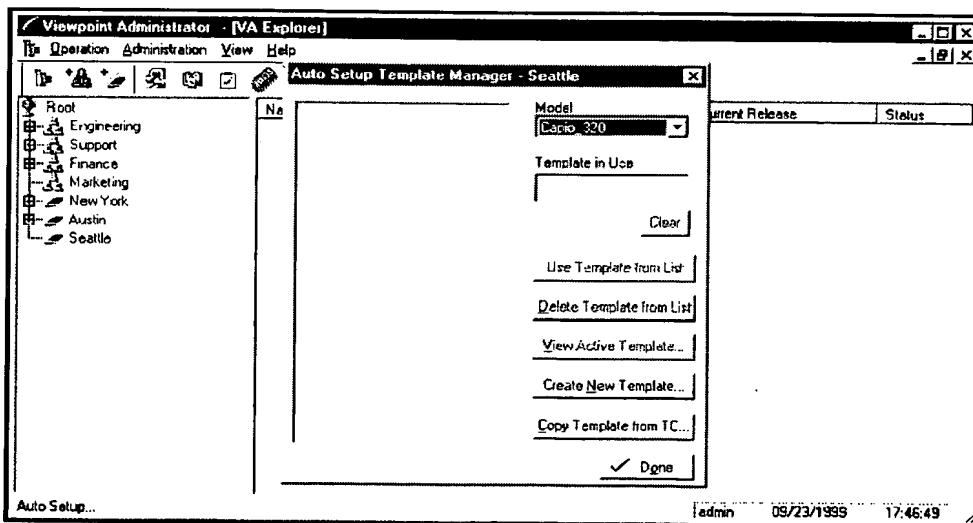 Viewpoint Administrator - [VA Explorer]
Operation Administration View Help
Auto Setup Template Manager - Seattle
Root
Engineering
Support
Finance
Marketing
New York
Austin
Seattle
Na
Model
Capio_320
Template in Use
Clear
Use Template from List
Delete Template from List
View Active Template...
Create New Template...
Copy Template from TC...
Done
urrent Release
Status
Auto Setup...
admin 09/23/1999 17:46:49